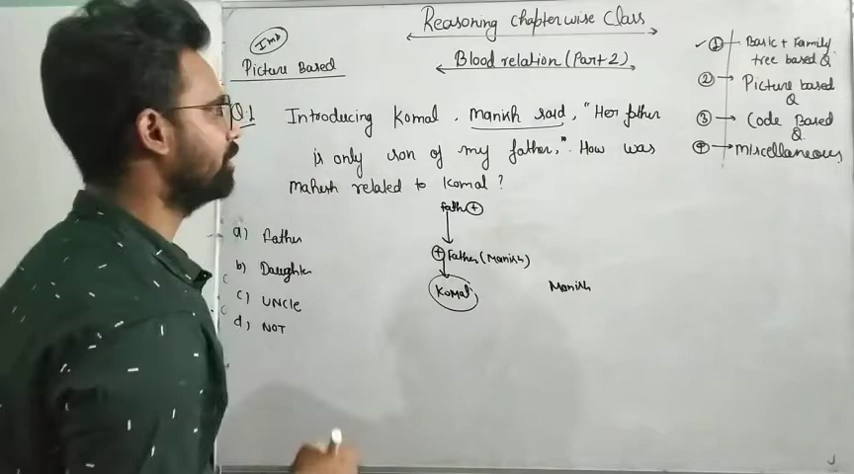 Reasoning Chapterwise Class
Imp
Picture Based
Blood relation (Part 2)
Q.1 Introducing Komal, Manish said, "Her father
is only son of my father,". How was
Mahesh related to Komal?
a) Father
b) Daughter
c) UNCLE
d) NOT
fath +
+ Father (Manish)
Komal
Manish
① Basic + Family
tree based Q
② → Picture based
Q
③ → Code Based
Q
④ → Miscellaneous